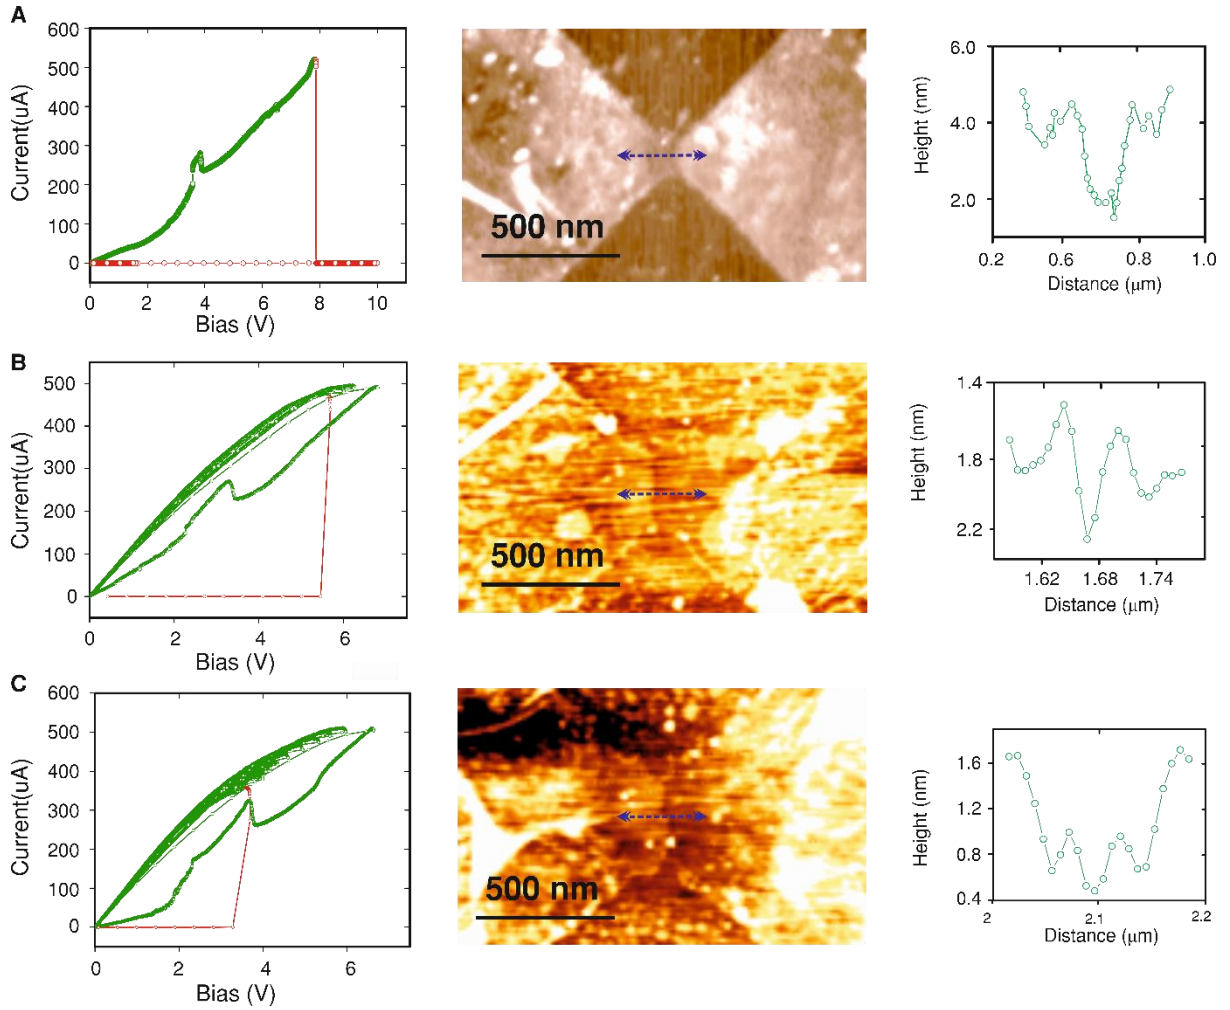 A
600
500
400
300
200
100
0
Current(uA)
0 2 4 6 8 10
Bias (V)
500 nm
6.0
4.0
2.0
Height (nm)
0.2 0.6 0.8 1.0
Distance (μm)
B
500
400
300
200
100
0
Current(uA)
0 2 4 6
Bias (V)
500 nm
1.4
1.8
2.2
Height (nm)
1.62 1.68 1.74
Distance (μm)
C
600
500
400
300
200
100
0
Current(uA)
0 2 4 6
Bias (V)
500 nm
1.6
1.2
0.8
0.4
Height (nm)
2 2.1 2.2
Distance (μm)